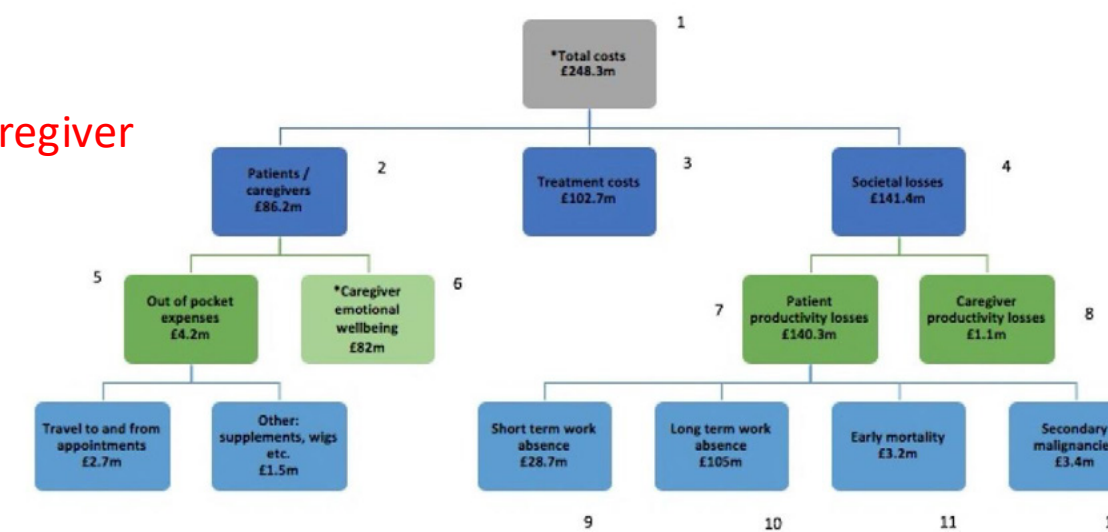 1
*Total costs
£248.3m
regiver
2
Patients /
caregivers
£86.2m
3
Treatment costs
£102.7m
4
Societal losses
£141.4m
5
Out of pocket
expenses
£4.2m
*Caregiver
emotional
wellbeing
£82m
6
7
Patient
productivity losses
£140.3m
Caregiver
productivity losses
£1.1m
8
Travel to and from
appointments
£2.7m
Other:
supplements, wigs
etc.
£1.5m
Short term work
absence
£28.7m
Long term work
absence
£105m
Early mortality
£3.2m
Secondary
malignancie
£3.4m
9
10
11